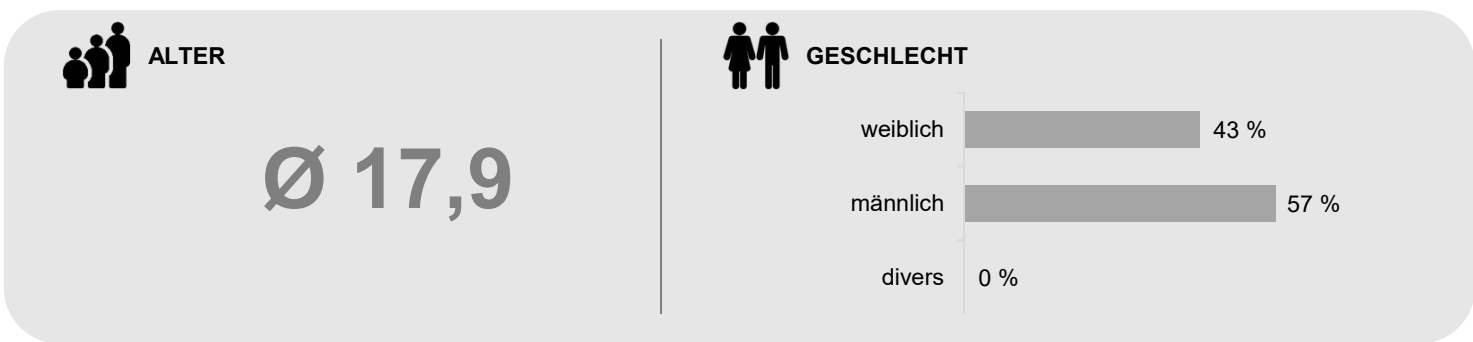 ALTER
Ø 17,9
GESCHLECHT
weiblich 43 %
männlich 57 %
divers 0 %